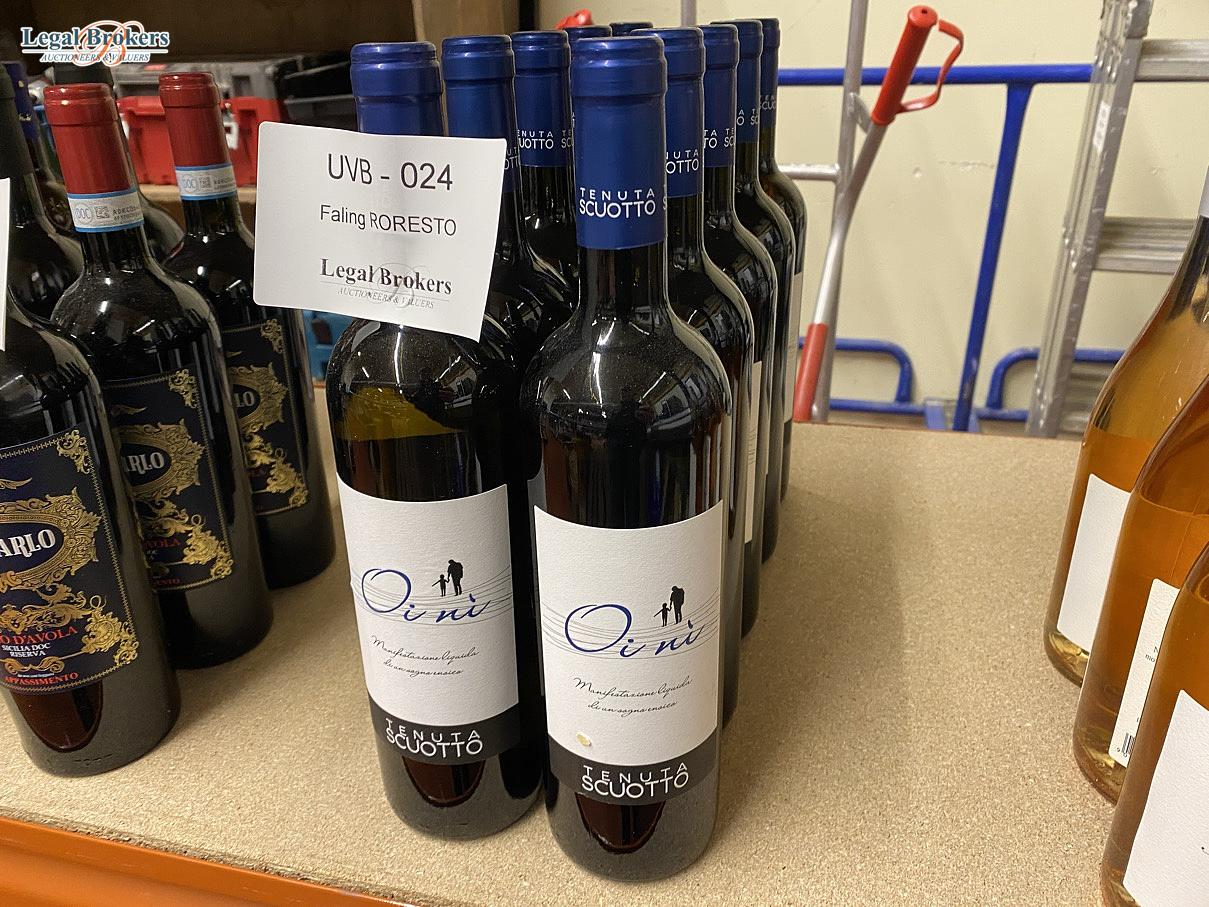 Legal Brokers
AUCTIONEERS & VALUERS
UVB - 024
Faling RORESTO
Legal Brokers
AUCTIONEERS & VALUERS
TENUTA
SCUOTTO
Oi nì
Manifestazione liquida
di un sogno enoico
TENUTA
SCUOTTO
Oi nì
Manifestazione liquida
di un sogno enoico
TENUTA
SCUOTTO
ARLO
D'AVOLA
SICILIA DOC
RISERVA
APPASSIMENTO
ARLO